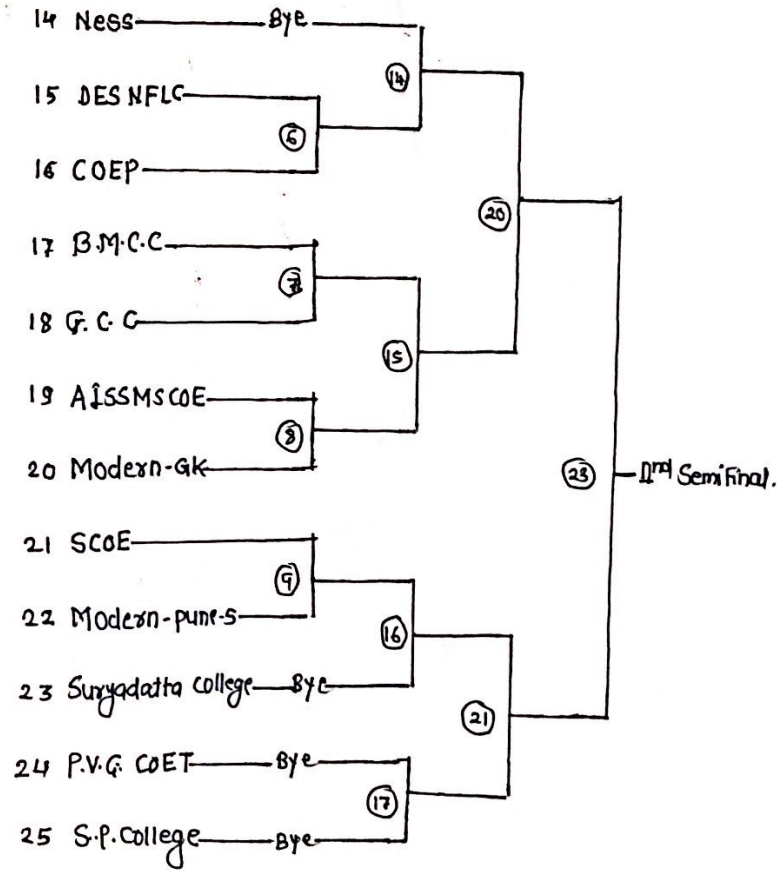 14 Ness Bye
14
15 DES NFLC
6
16 COEP
20
17 B.M.C.C
7
18 G.C.C
15
19 AISSMSCOE
8
20 Modern-GK
23 IInd Semi Final.
21 SCOE
9
22 Modern-pune-5
16
23 Suryadatta College Bye
21
24 P.V.G. COET Bye
17
25 S.P. College Bye